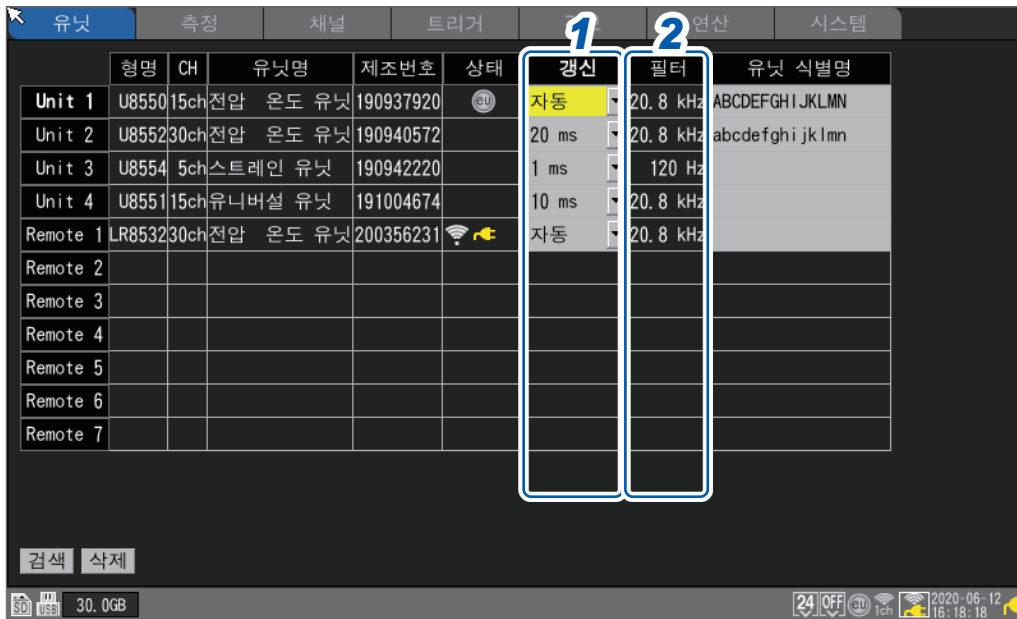 유닛 측정 채널 트리거 연산 시스템
1 2
형명 CH 유닛명 제조번호 상태 갱신 필터 유닛 식별명
Unit 1 U8550 15ch 전압 온도 유닛 190937920 eu 자동 20.8 kHz ABCDEFGHIJKLMN
Unit 2 U8552 30ch 전압 온도 유닛 190940572 20 ms 20.8 kHz abcdefghijklmn
Unit 3 U8554 5ch 스트레인 유닛 190942220 1 ms 120 Hz
Unit 4 U8551 15ch 유니버설 유닛 191004674 10 ms 20.8 kHz
Remote 1 LR8532 30ch 전압 온도 유닛 200356231 자동 20.8 kHz
Remote 2
Remote 3
Remote 4
Remote 5
Remote 6
Remote 7
검색 삭제
SD USB 30.0GB 24 OFF eu 1ch 2020-06-12
16:18:18